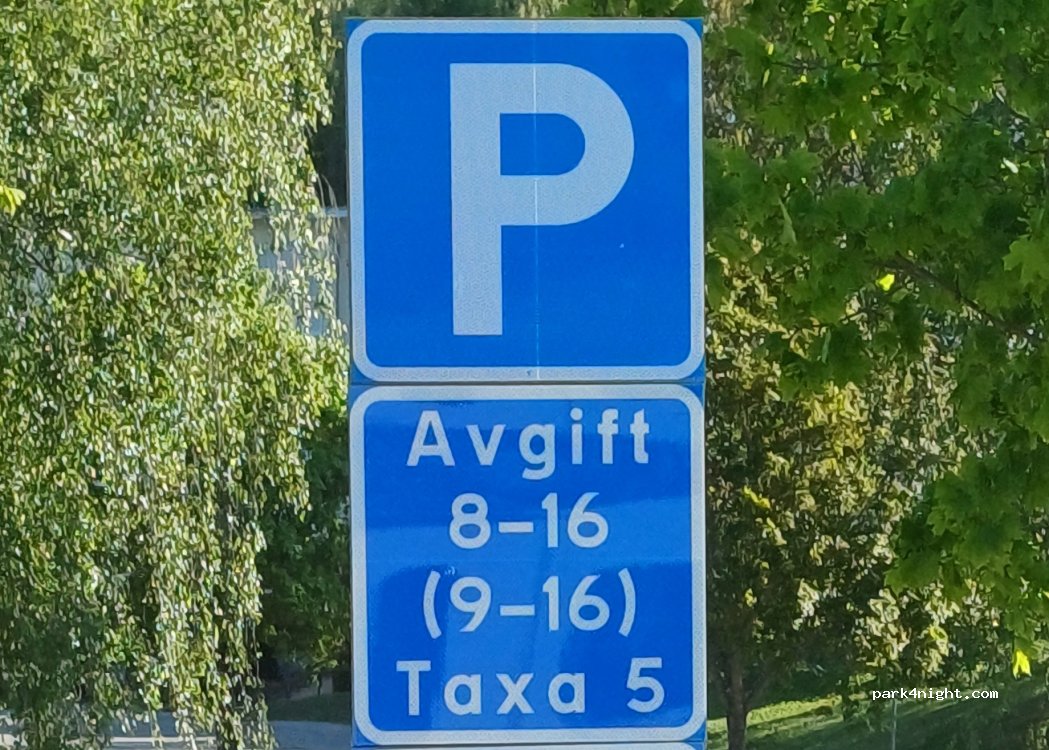 P
Avgift
8–16
(9–16)
Taxa 5
park4night.com